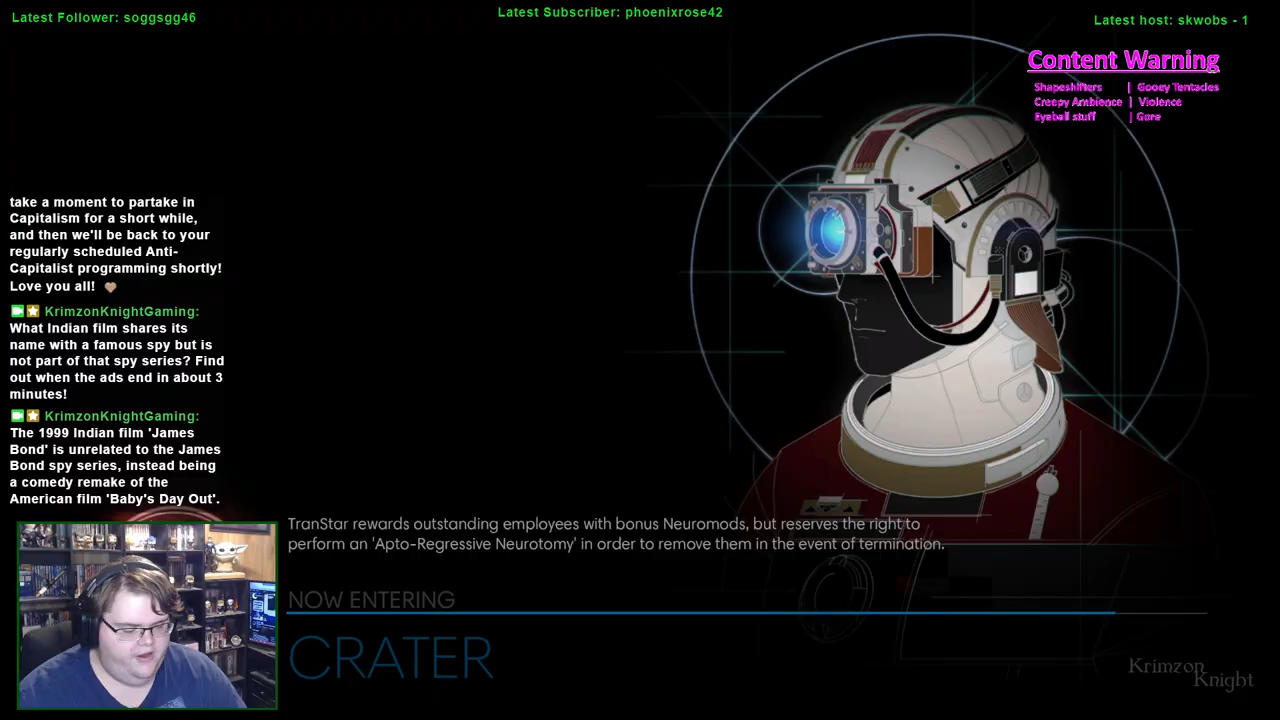 Latest Follower: soggsgg46
Latest Subscriber: phoenixrose42
Latest host: skwobs - 1
Content Warning
Shapeshifters | Gooey Tentacles
Creepy Ambience | Violence
Eyeball stuff | Gore
take a moment to partake in
Capitalism for a short while,
and then we'll be back to your
regularly scheduled Anti-
Capitalist programming shortly!
Love you all!
KrimzonKnightGaming:
What Indian film shares its
name with a famous spy but is
not part of that spy series? Find
out when the ads end in about 3
minutes!
KrimzonKnightGaming:
The 1999 Indian film 'James
Bond' is unrelated to the James
Bond spy series, instead being
a comedy remake of the
American film 'Baby's Day Out'.
TranStar rewards outstanding employees with bonus Neuromods, but reserves the right to
perform an 'Apto-Regressive Neurotomy' in order to remove them in the event of termination.
NOW ENTERING
CRATER
Krimzon
Knight